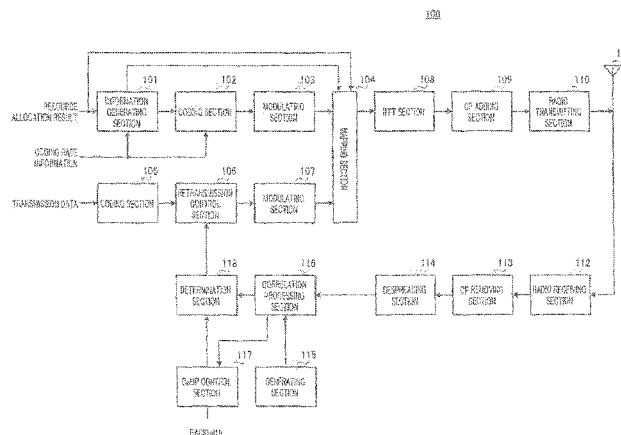 100
101
102
103
104
108
109
110
RESOURCE
ALLOCATION RESULT
INFORMATION
GENERATING
SECTION
CODING SECTION
MODULATING
SECTION
MAPPING SECTION
IFFT SECTION
CP ADDING
SECTION
RADIO
TRANSMITTING
SECTION
CODING RATE
INFORMATION
105
106
107
TRANSMISSION DATA
CODING SECTION
RETRANSMISSION
CONTROL
SECTION
MODULATING
SECTION
118
116
114
113
112
DETERMINATION
SECTION
CORRELATION
PROCESSING
SECTION
DESPREADING
SECTION
CP REMOVING
SECTION
RADIO RECEIVING
SECTION
117
115
CoMP CONTROL
SECTION
GENERATING
SECTION